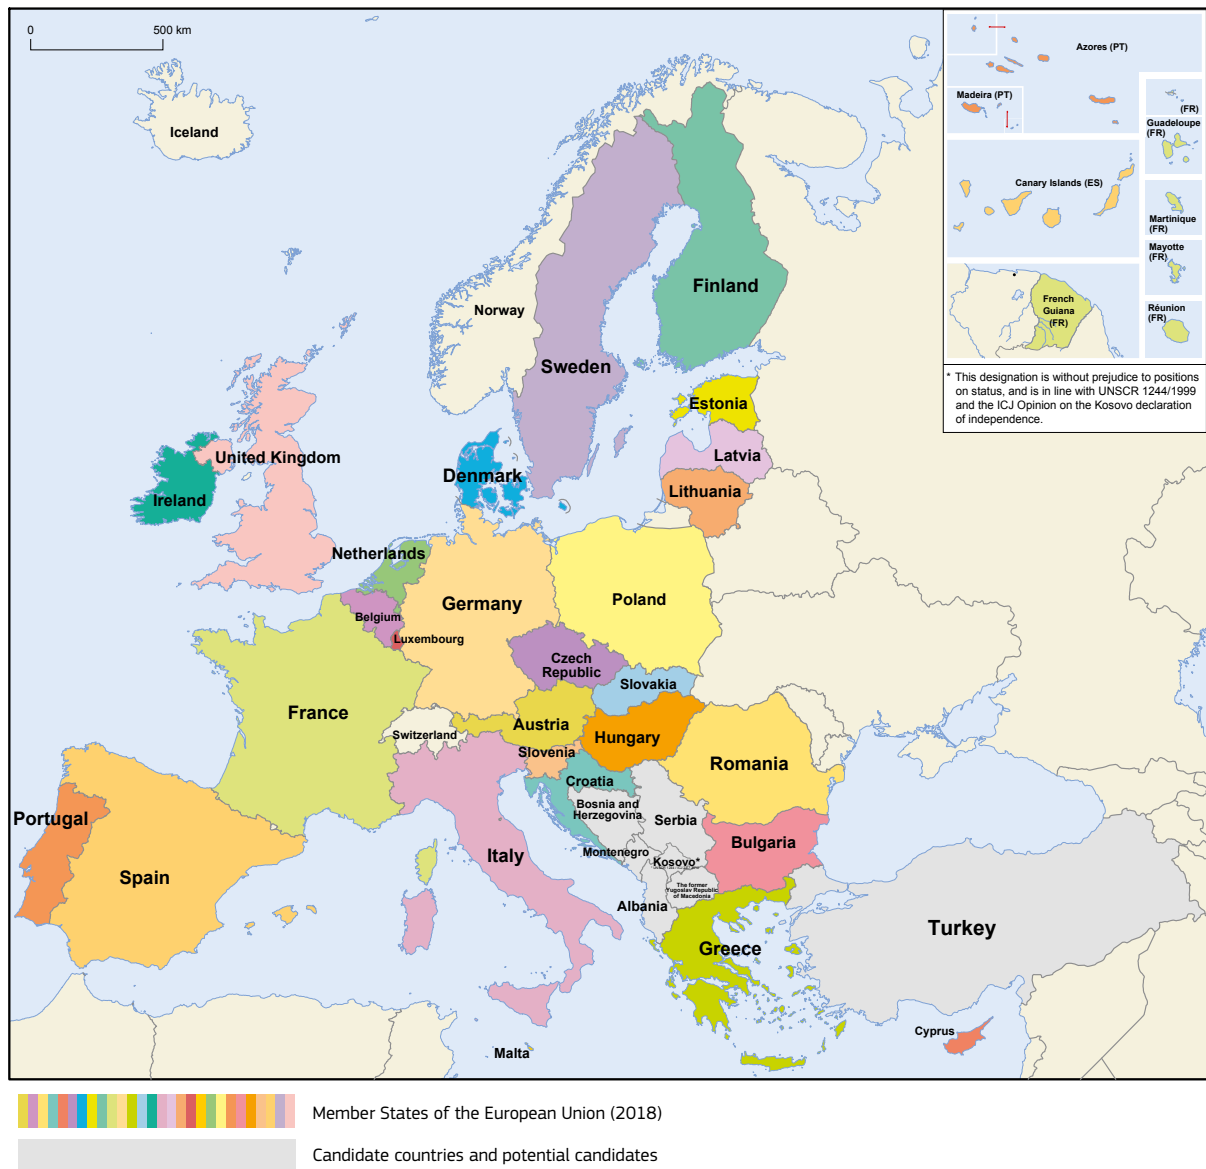 0
500 km
Azores (PT)
Madeira (PT)
(FR)
Guadeloupe
(FR)
Canary Islands (ES)
Martinique
(FR)
Mayotte
(FR)
French
Guiana
(FR)
Réunion
(FR)
* This designation is without prejudice to positions
on status, and is in line with UNSCR 1244/1999
and the ICJ Opinion on the Kosovo declaration
of independence.
Iceland
Norway
Finland
Sweden
Estonia
Latvia
Lithuania
United Kingdom
Ireland
Denmark
Netherlands
Belgium
Luxembourg
Germany
Poland
Czech
Republic
Slovakia
France
Switzerland
Austria
Hungary
Slovenia
Croatia
Romania
Bosnia and
Herzegovina
Serbia
Portugal
Spain
Italy
Montenegro
Kosovo*
Bulgaria
The former
Yugoslav Republic
of Macedonia
Albania
Greece
Turkey
Cyprus
Malta
Member States of the European Union (2018)
Candidate countries and potential candidates